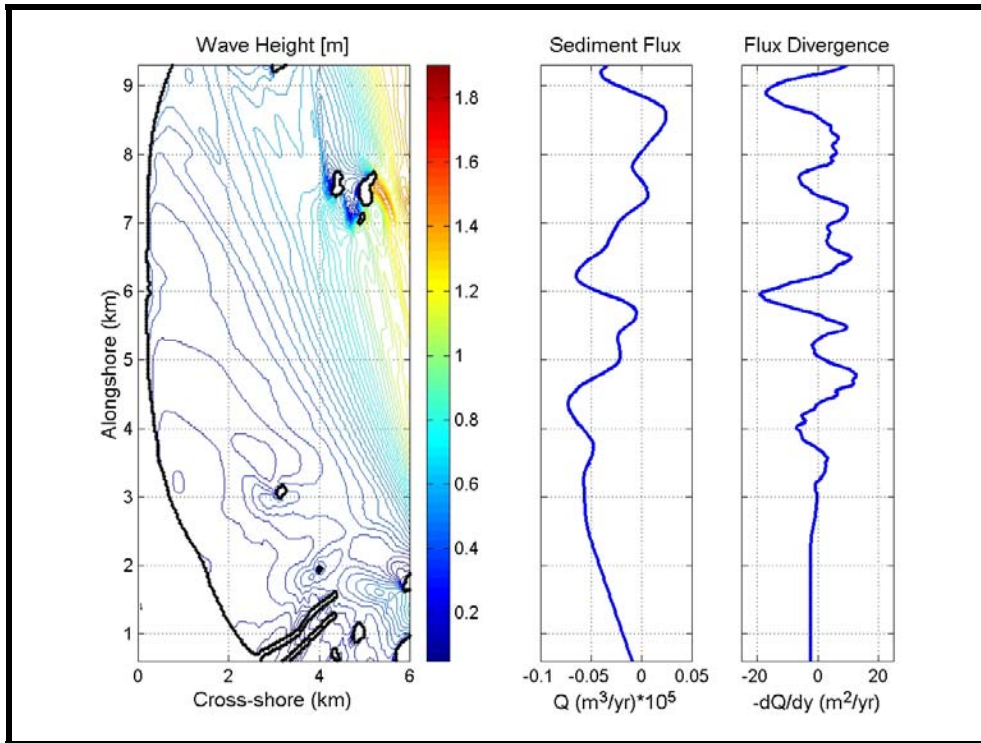 Wave Height [m]
Sediment Flux
Flux Divergence
9
8
7
6
5
4
3
2
1
Alongshore (km)
0 2 4 6
Cross-shore (km)
1.8
1.6
1.4
1.2
1
0.8
0.6
0.4
0.2
-0.1 -0.05 0 0.05
Q (m³/yr)*10⁵
-20 0 20
-dQ/dy (m²/yr)